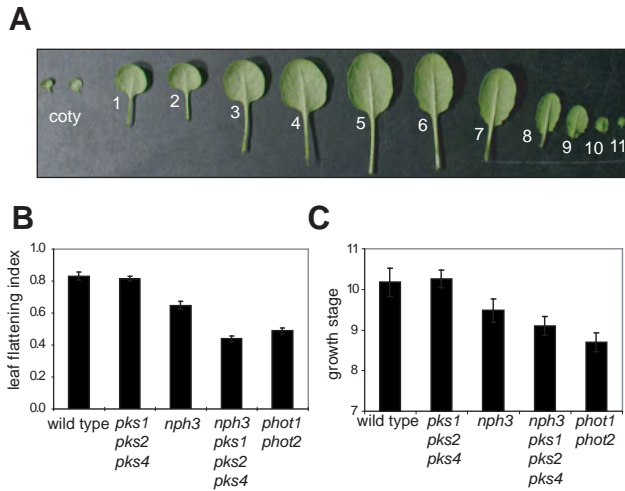 A
coty
1 2 3 4 5 6 7 8 9 10 11
B
leaf flattening index
1.0
0.8
0.6
0.4
0.2
0.0
wild type pks1 nph3 nph3 phot1
pks2 pks1 phot2
pks4 pks2
pks4
C
growth stage
11
10
9
8
7
wild type pks1 nph3 nph3 phot1
pks2 pks1 phot2
pks4 pks2
pks4